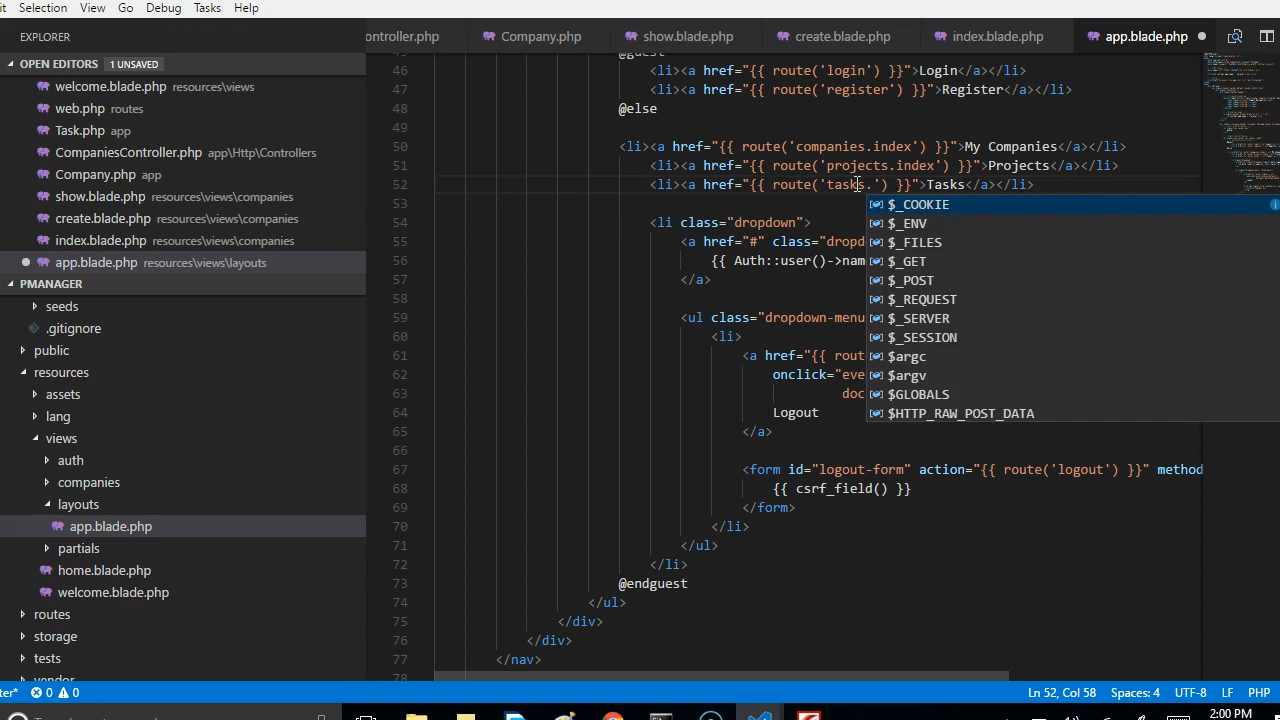 Selection View Go Debug Tasks Help
EXPLORER
ontroller.php Company.php show.blade.php create.blade.php index.blade.php app.blade.php
OPEN EDITORS 1 UNSAVED
welcome.blade.php resources\views
web.php routes
Task.php app
CompaniesController.php app\Http\Controllers
Company.php app
show.blade.php resources\views\companies
create.blade.php resources\views\companies
index.blade.php resources\views\companies
app.blade.php resources\views\layouts
PMANAGER
seeds
.gitignore
public
resources
assets
lang
views
auth
companies
layouts
app.blade.php
partials
home.blade.php
welcome.blade.php
routes
storage
tests
vendor
45 @guest
46 <li><a href="{{ route('login') }}">Login</a></li>
47 <li><a href="{{ route('register') }}">Register</a></li>
48 @else
49
50 <li><a href="{{ route('companies.index') }}">My Companies</a></li>
51 <li><a href="{{ route('projects.index') }}">Projects</a></li>
52 <li><a href="{{ route('tasks.') }}">Tasks</a></li>
53
54 <li class="dropdown">
55 <a href="#" class="dropd
56 {{ Auth::user()->nam
57 </a>
58
59 <ul class="dropdown-menu
60 <li>
61 <a href="{{ rout
62 onclick="eve
63 doc
64 Logout
65 </a>
66
67 <form id="logout-form" action="{{ route('logout') }}" method
68 {{ csrf_field() }}
69 </form>
70 </li>
71 </ul>
72 </li>
73 @endguest
74 </ul>
75 </div>
76 </div>
77 </nav>
78
$_COOKIE
$_ENV
$_FILES
$_GET
$_POST
$_REQUEST
$_SERVER
$_SESSION
$argc
$argv
$GLOBALS
$HTTP_RAW_POST_DATA
ter* 0 0 Ln 52, Col 58 Spaces: 4 UTF-8 LF PHP
2:00 PM